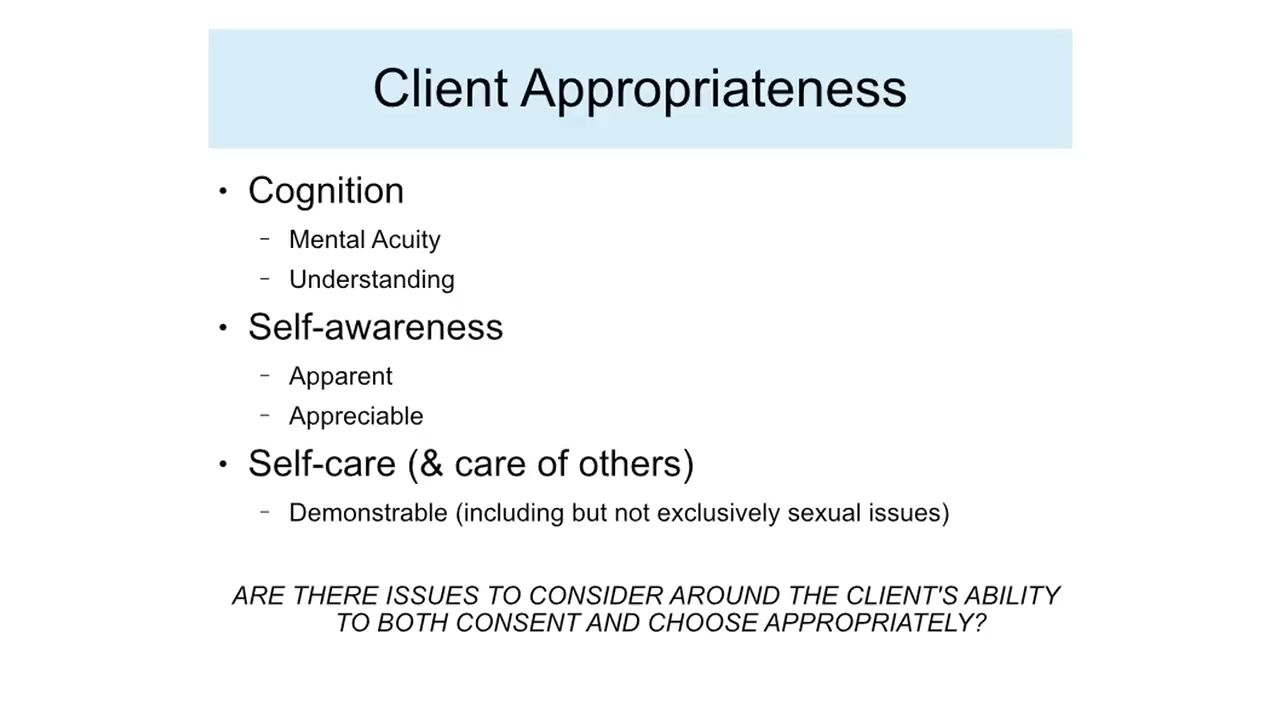 Client Appropriateness
• Cognition
– Mental Acuity
– Understanding
• Self-awareness
– Apparent
– Appreciable
• Self-care (& care of others)
– Demonstrable (including but not exclusively sexual issues)
ARE THERE ISSUES TO CONSIDER AROUND THE CLIENT'S ABILITY
TO BOTH CONSENT AND CHOOSE APPROPRIATELY?